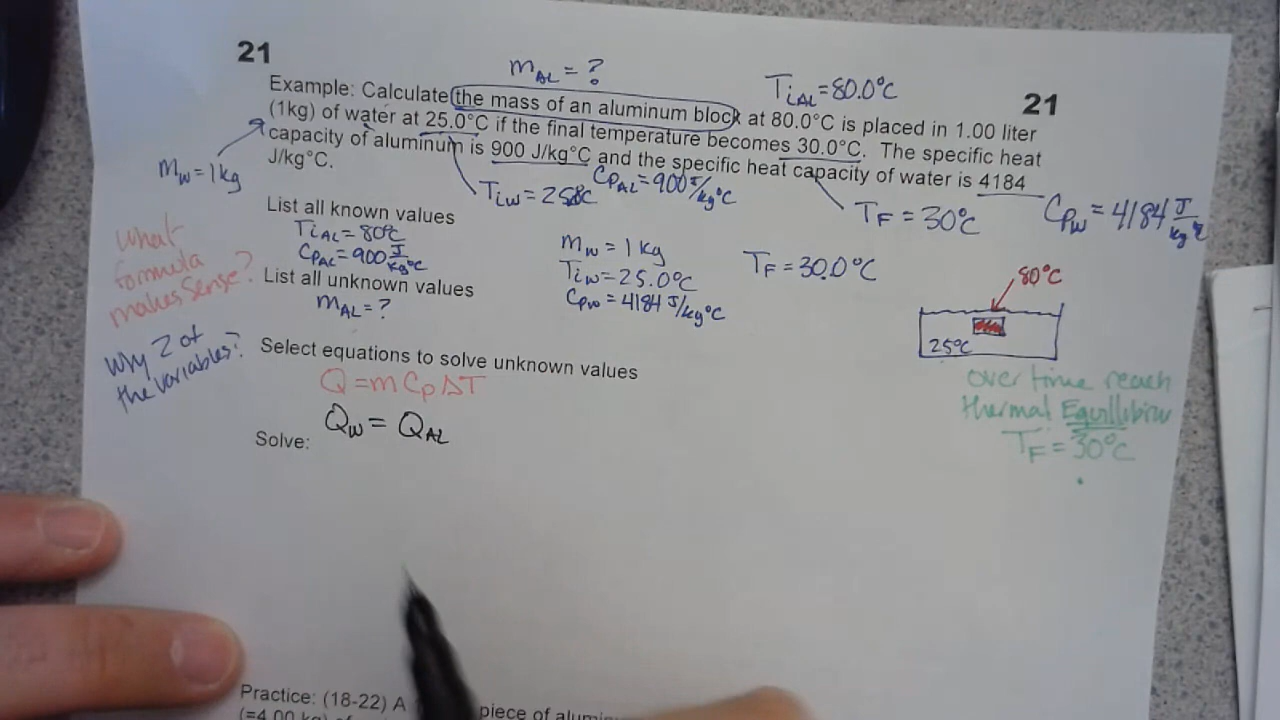 21
m_AL = ?
T_iAL = 80.0°C
21
Example: Calculate the mass of an aluminum block at 80.0°C is placed in 1.00 liter
(1kg) of water at 25.0°C if the final temperature becomes 30.0°C. The specific heat
capacity of aluminum is 900 J/kg°C and the specific heat capacity of water is 4184
J/kg°C.
m_w = 1kg
T_iw = 25°C
C_PAL = 900 J/kg°C
T_F = 30°C
C_Pw = 4184 J/kg°C
List all known values
T_iAL = 80°C
C_PAL = 900 J/kg°C
m_w = 1kg
T_iw = 25.0°C
C_Pw = 4184 J/kg°C
T_F = 30.0°C
What
formula
makes sense?
List all unknown values
m_AL = ?
80°C
25°C
Why 2 of
the variables?
Select equations to solve unknown values
Q = m C_P ΔT
Q_w = Q_AL
over time reach
thermal
T_F = 30°C
Solve:
Practice: (18-22) A
piece of
(=4.00 kg)